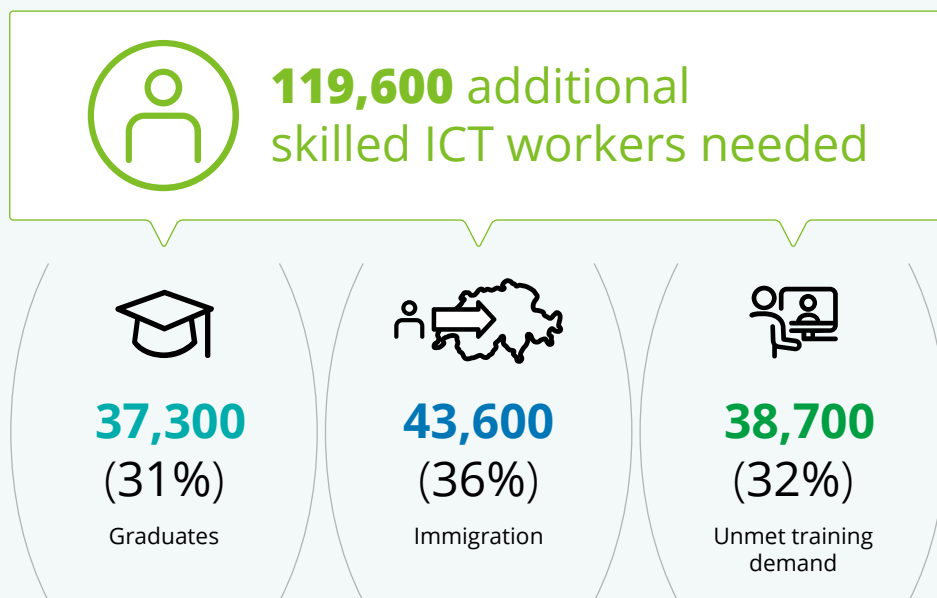 119,600 additional
skilled ICT workers needed
37,300
(31%)
Graduates
43,600
(36%)
Immigration
38,700
(32%)
Unmet training
demand